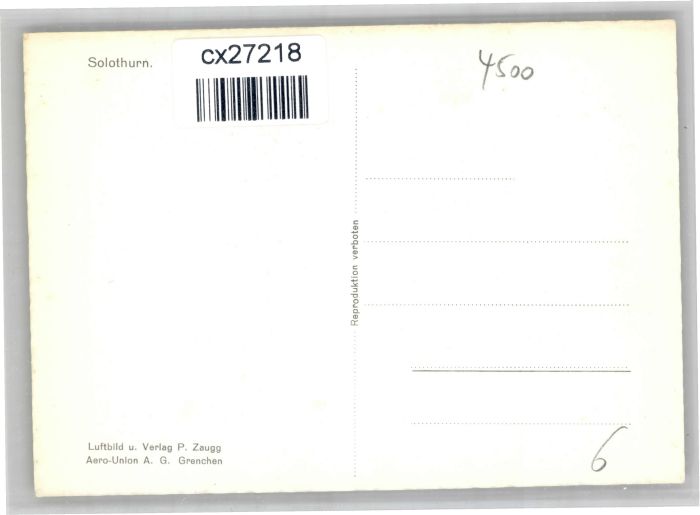 Solothurn.
cx27218
4500
Reproduktion verboten
Luftbild u. Verlag P. Zaugg
Aero-Union A. G. Grenchen
6